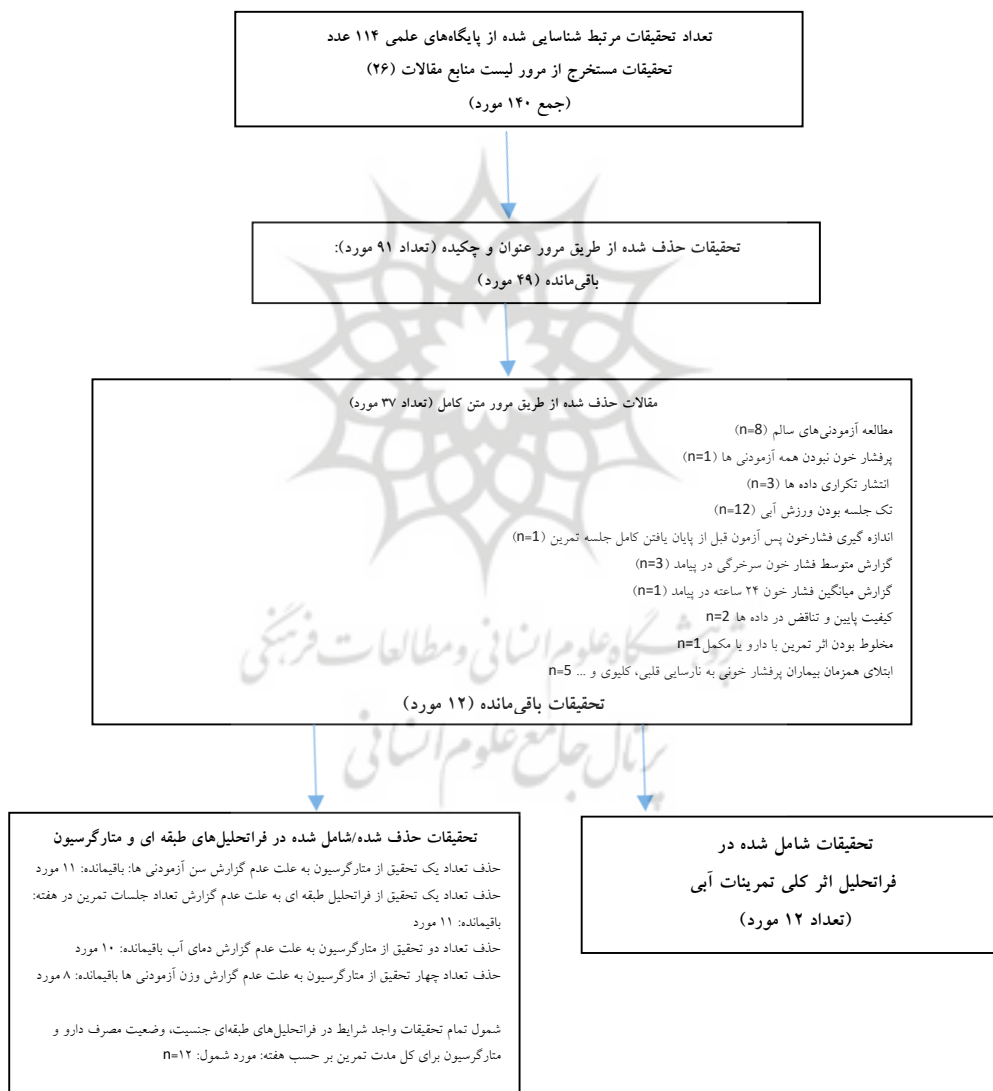 تعداد تحقیقات مرتبط شناسایی شده از پایگاه‌های علمی ۱۱۴ عدد
تحقیقات مستخرج از مرور لیست منابع مقالات (۲۶)
(جمع ۱۴۰ مورد)
تحقیقات حذف شده از طریق مرور عنوان و چکیده (تعداد ۹۱ مورد):
باقی‌مانده (۴۹ مورد)
مقالات حذف شده از طریق مرور متن کامل (تعداد ۳۷ مورد)
مطالعه آزمودنی‌های سالم (n=8)
پرفشار خون نبودن همه آزمودنی ها (n=1)
انتشار تکراری داده ها (n=3)
تک جلسه بودن ورزش آبی (n=12)
اندازه گیری فشارخون پس آزمون قبل از پایان یافتن کامل جلسه تمرین (n=1)
گزارش متوسط فشار خون سرخرگی در پیامد (n=3)
گزارش میانگین فشار خون ۲۴ ساعته در پیامد (n=1)
کیفیت پایین و تناقض در داده ها n=2
مخلوط بودن اثر تمرین با دارو یا مکمل n=1
ابتلای همزمان بیماران پرفشار خونی به نارسایی قلبی، کلیوی و ... n=5
تحقیقات باقی‌مانده (۱۲ مورد)
پژوهشگاه علوم انسانی و مطالعات فرهنگی
پرتال جامع علوم انسانی
تحقیقات شامل شده در
فراتحلیل اثر کلی تمرینات آبی
(تعداد ۱۲ مورد)
تحقیقات حذف شده/شامل شده در فراتحلیل‌های طبقه ای و متارگرسیون
حذف تعداد یک تحقیق از متارگرسیون به علت عدم گزارش سن آزمودنی ها: باقیمانده: ۱۱ مورد
حذف تعداد یک تحقیق از فراتحلیل طبقه ای به علت عدم گزارش تعداد جلسات تمرین در هفته:
باقیمانده: ۱۱ مورد
حذف تعداد دو تحقیق از متارگرسیون به علت عدم گزارش دمای آب باقیمانده: ۱۰ مورد
حذف تعداد چهار تحقیق از متارگرسیون به علت عدم گزارش وزن آزمودنی ها باقیمانده: ۸ مورد
شمول تمام تحقیقات واجد شرایط در فراتحلیل‌های طبقه‌ای جنسیت، وضعیت مصرف دارو و
متارگرسیون برای کل مدت تمرین بر حسب هفته: مورد شمول: n=۱۲